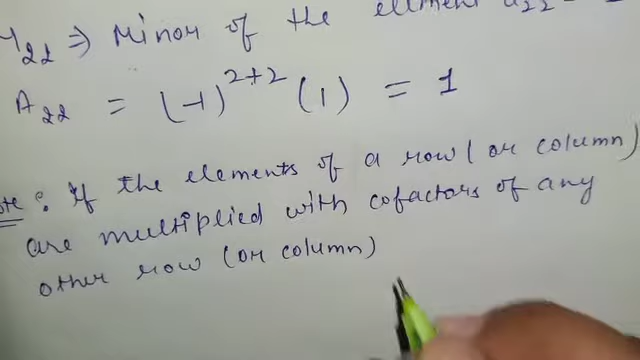 M22 ⇒ Minor of the element a22 =
A22 = (-1)^2+2 (1) = 1
Note: If the elements of a row (or column)
are multiplied with cofactors of any
other row (or column)